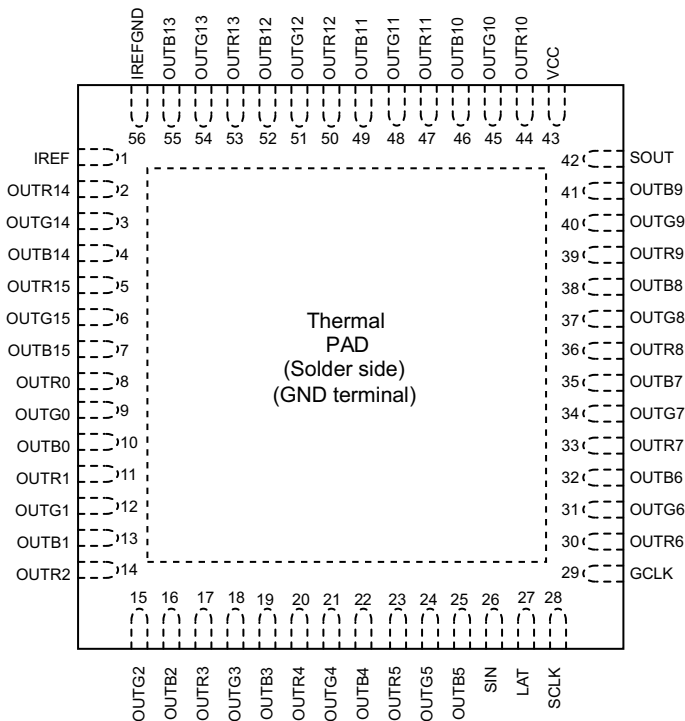 IREFGND
OUTB13
OUTG13
OUTR13
OUTB12
OUTG12
OUTR12
OUTB11
OUTG11
OUTR11
OUTB10
OUTG10
OUTR10
VCC
56
55
54
53
52
51
50
49
48
47
46
45
44
43
IREF 1
OUTR14 2
OUTG14 3
OUTB14 4
OUTR15 5
OUTG15 6
OUTB15 7
OUTR0 8
OUTG0 9
OUTB0 10
OUTR1 11
OUTG1 12
OUTB1 13
OUTR2 14
Thermal
PAD
(Solder side)
(GND terminal)
42 SOUT
41 OUTB9
40 OUTG9
39 OUTR9
38 OUTB8
37 OUTG8
36 OUTR8
35 OUTB7
34 OUTG7
33 OUTR7
32 OUTB6
31 OUTG6
30 OUTR6
29 GCLK
15
16
17
18
19
20
21
22
23
24
25
26
27
28
OUTG2
OUTB2
OUTR3
OUTG3
OUTB3
OUTR4
OUTG4
OUTB4
OUTR5
OUTG5
OUTB5
SIN
LAT
SCLK